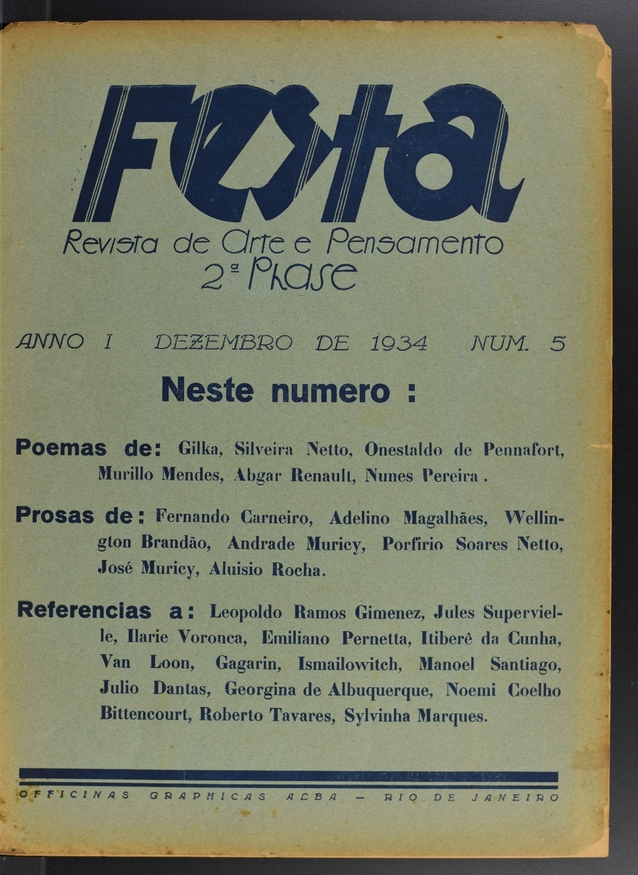 Festa
Revista de Arte e Pensamento
2ª Phase
ANNO I DEZEMBRO DE 1934 NUM. 5
Neste numero :
Poemas de: Gilka, Silveira Netto, Onestaldo de Pennafort,
Murillo Mendes, Abgar Renault, Nunes Pereira .
Prosas de : Fernando Carneiro, Adelino Magalhães, Wellin-
gton Brandão, Andrade Muricy, Porfirio Soares Netto,
José Muricy, Aluisio Rocha.
Referencias a : Leopoldo Ramos Gimenez, Jules Superviel-
le, Ilarie Voronca, Emiliano Pernetta, Itiberê da Cunha,
Van Loon, Gagarin, Ismailowitch, Manoel Santiago,
Julio Dantas, Georgina de Albuquerque, Noemi Coelho
Bittencourt, Roberto Tavares, Sylvinha Marques.
OFFICINAS GRAPHICAS ALBA — RIO DE JANEIRO